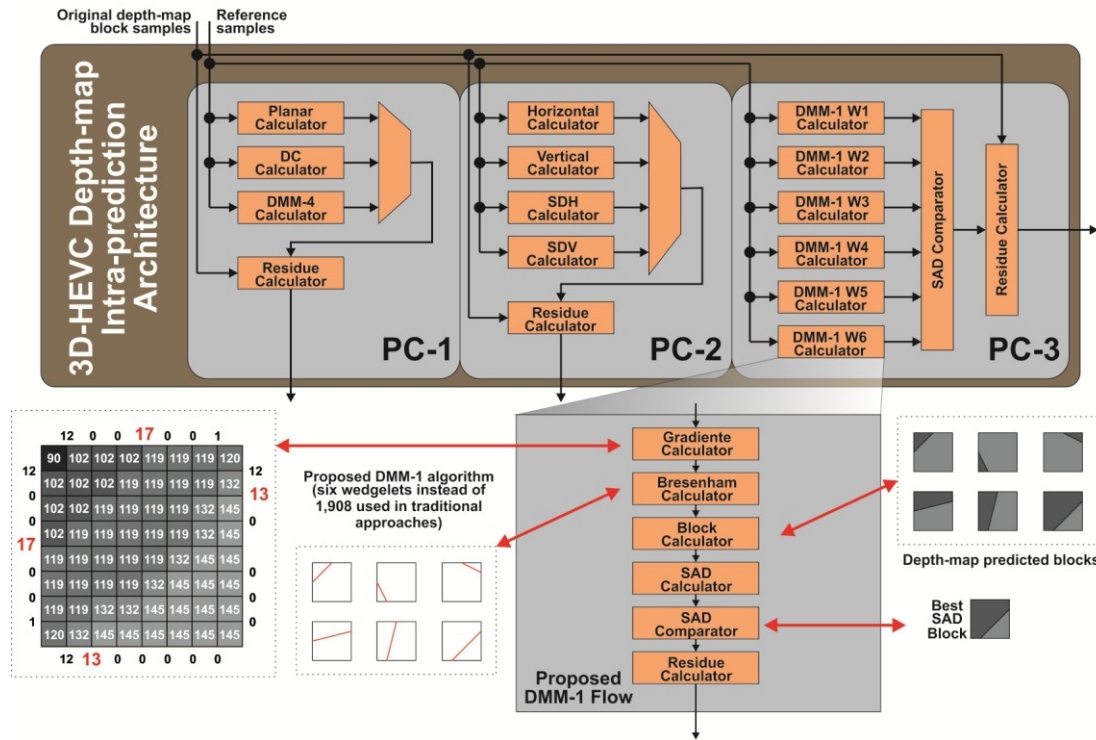 Original depth-map
block samples
Reference
samples
3D-HEVC Depth-map
Intra-prediction
Architecture
Planar
Calculator
DC
Calculator
DMM-4
Calculator
Residue
Calculator
PC-1
Horizontal
Calculator
Vertical
Calculator
SDH
Calculator
SDV
Calculator
Residue
Calculator
PC-2
DMM-1 W1
Calculator
DMM-1 W2
Calculator
DMM-1 W3
Calculator
DMM-1 W4
Calculator
DMM-1 W5
Calculator
DMM-1 W6
Calculator
SAD Comparator
Residue Calculator
PC-3
12 0 0 17 0 0 1
90 102 102 102 119 119 119 120
12 12
102 102 102 119 119 119 119 132
0 13
102 102 119 119 119 119 132 145
0 0
102 119 119 119 119 132 145 145
17 0
119 119 119 119 132 145 145 145
0 0
119 119 119 132 145 145 145 145
0 0
119 119 132 132 145 145 145 145
1 0
120 132 145 145 145 145 145 145
12 13 0 0 0 0 0
Proposed DMM-1 algorithm
(six wedgelets instead of
1,908 used in traditional
approaches)
Gradiente
Calculator
Bresenham
Calculator
Block
Calculator
SAD
Calculator
SAD
Comparator
Residue
Calculator
Proposed
DMM-1 Flow
Depth-map predicted blocks
Best
SAD
Block